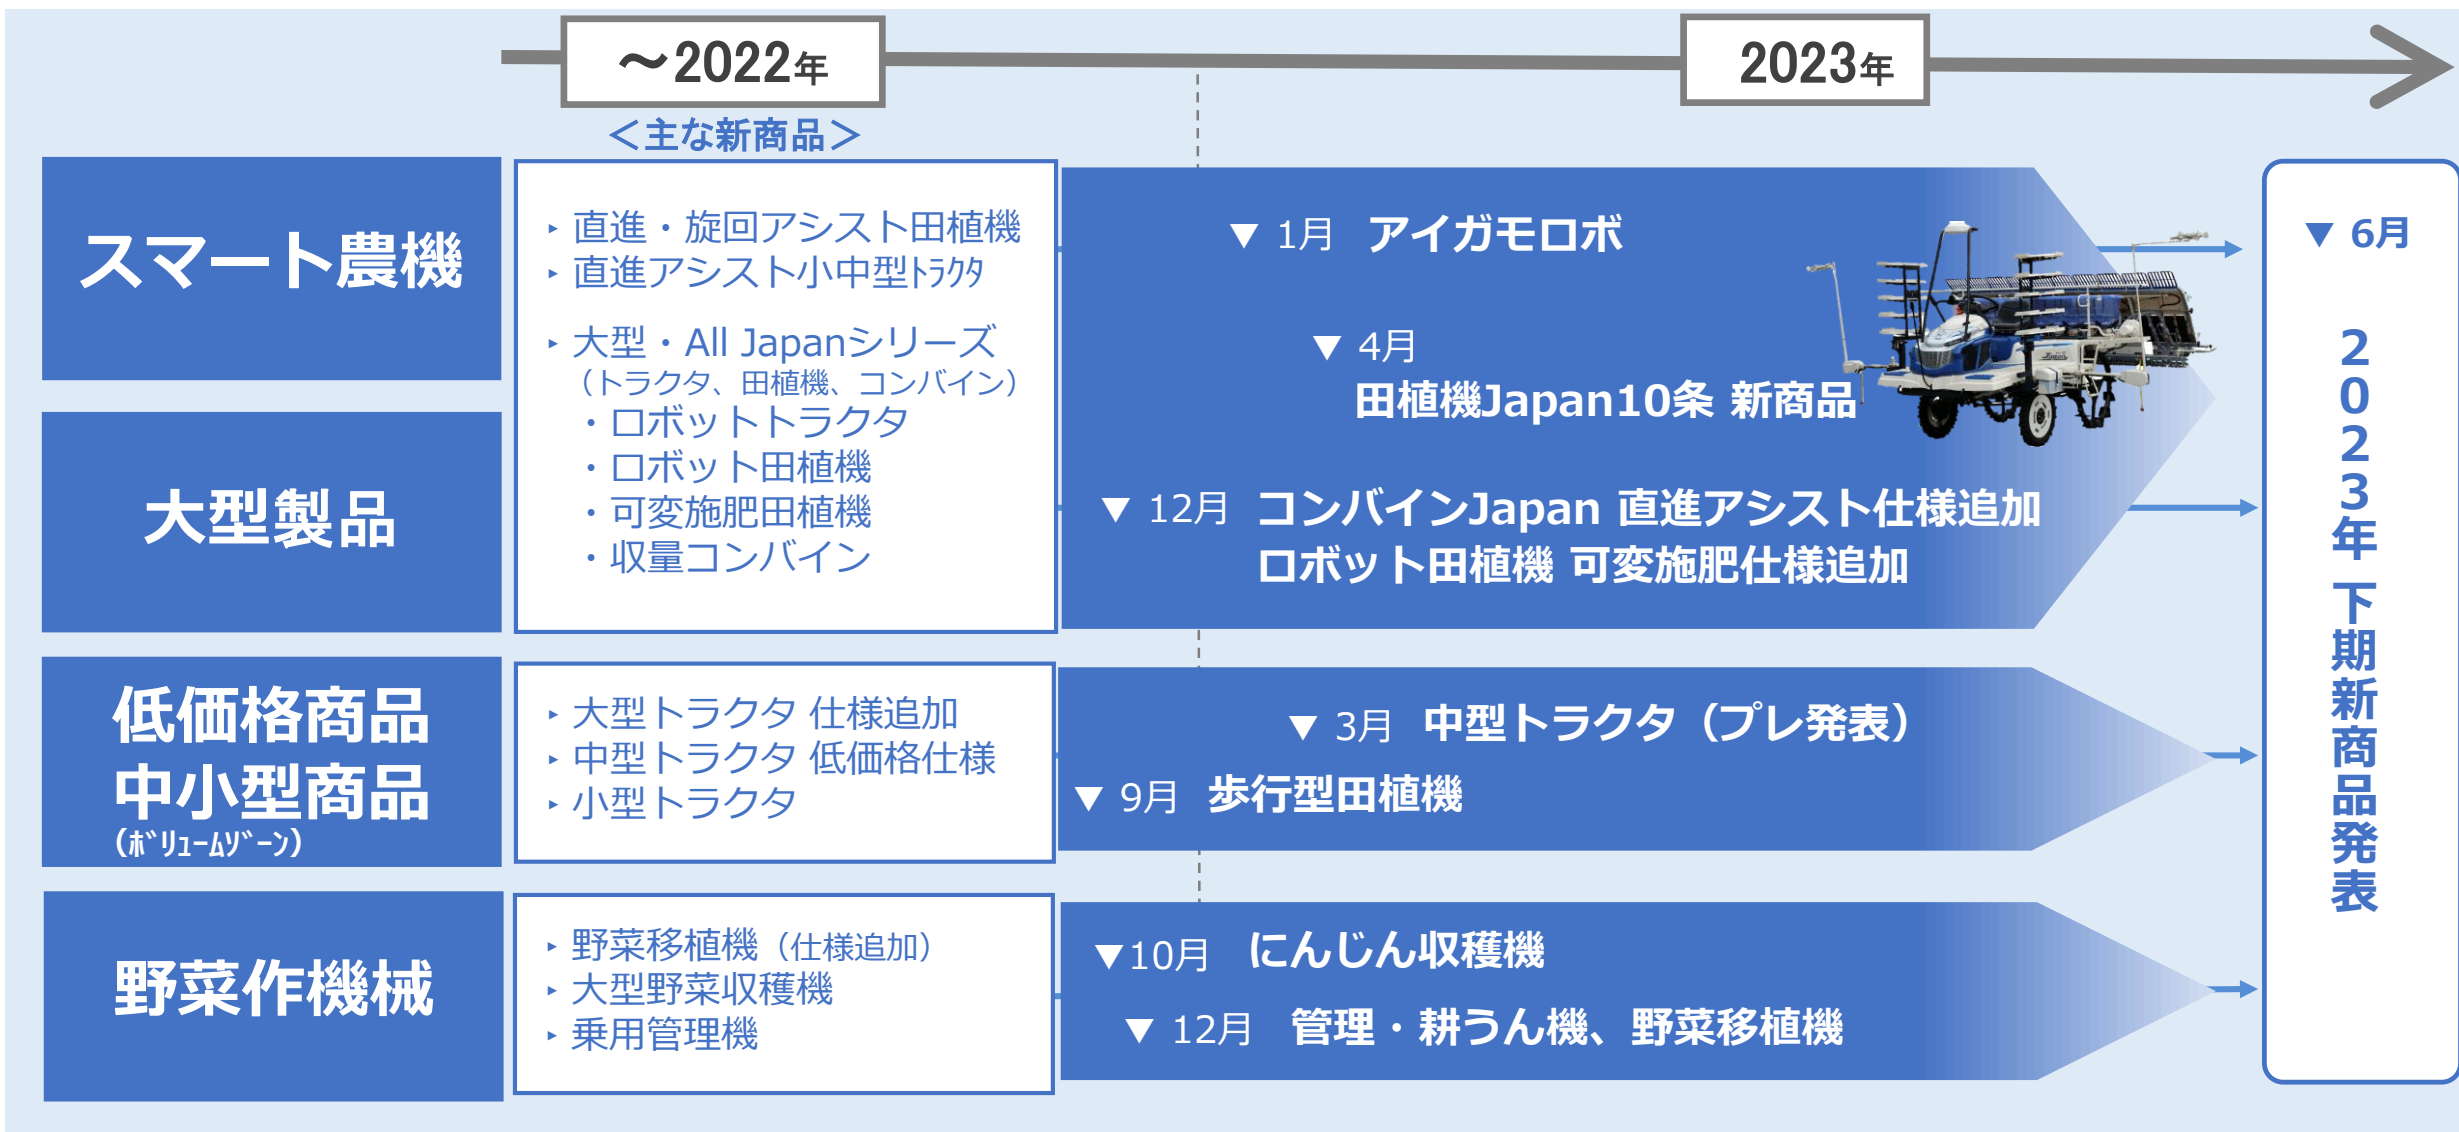 ～2022年
2023年
＜主な新商品＞
スマート農機
大型製品
▸ 直進・旋回アシスト田植機
▸ 直進アシスト小中型ﾄﾗｸﾀ
▸ 大型・All Japanシリーズ
（トラクタ、田植機、コンバイン）
・ロボットトラクタ
・ロボット田植機
・可変施肥田植機
・収量コンバイン
▼ 1月 アイガモロボ
▼ 4月
田植機Japan10条 新商品
▼ 12月 コンバインJapan 直進アシスト仕様追加
ロボット田植機 可変施肥仕様追加
低価格商品
中小型商品
(ﾎﾞﾘｭｰﾑｿﾞｰﾝ)
▸ 大型トラクタ 仕様追加
▸ 中型トラクタ 低価格仕様
▸ 小型トラクタ
▼ 3月 中型トラクタ（プレ発表）
▼ 9月 歩行型田植機
野菜作機械
▸ 野菜移植機（仕様追加）
▸ 大型野菜収穫機
▸ 乗用管理機
▼10月 にんじん収穫機
▼ 12月 管理・耕うん機、野菜移植機
▼ 6月
2023年 下期新商品発表